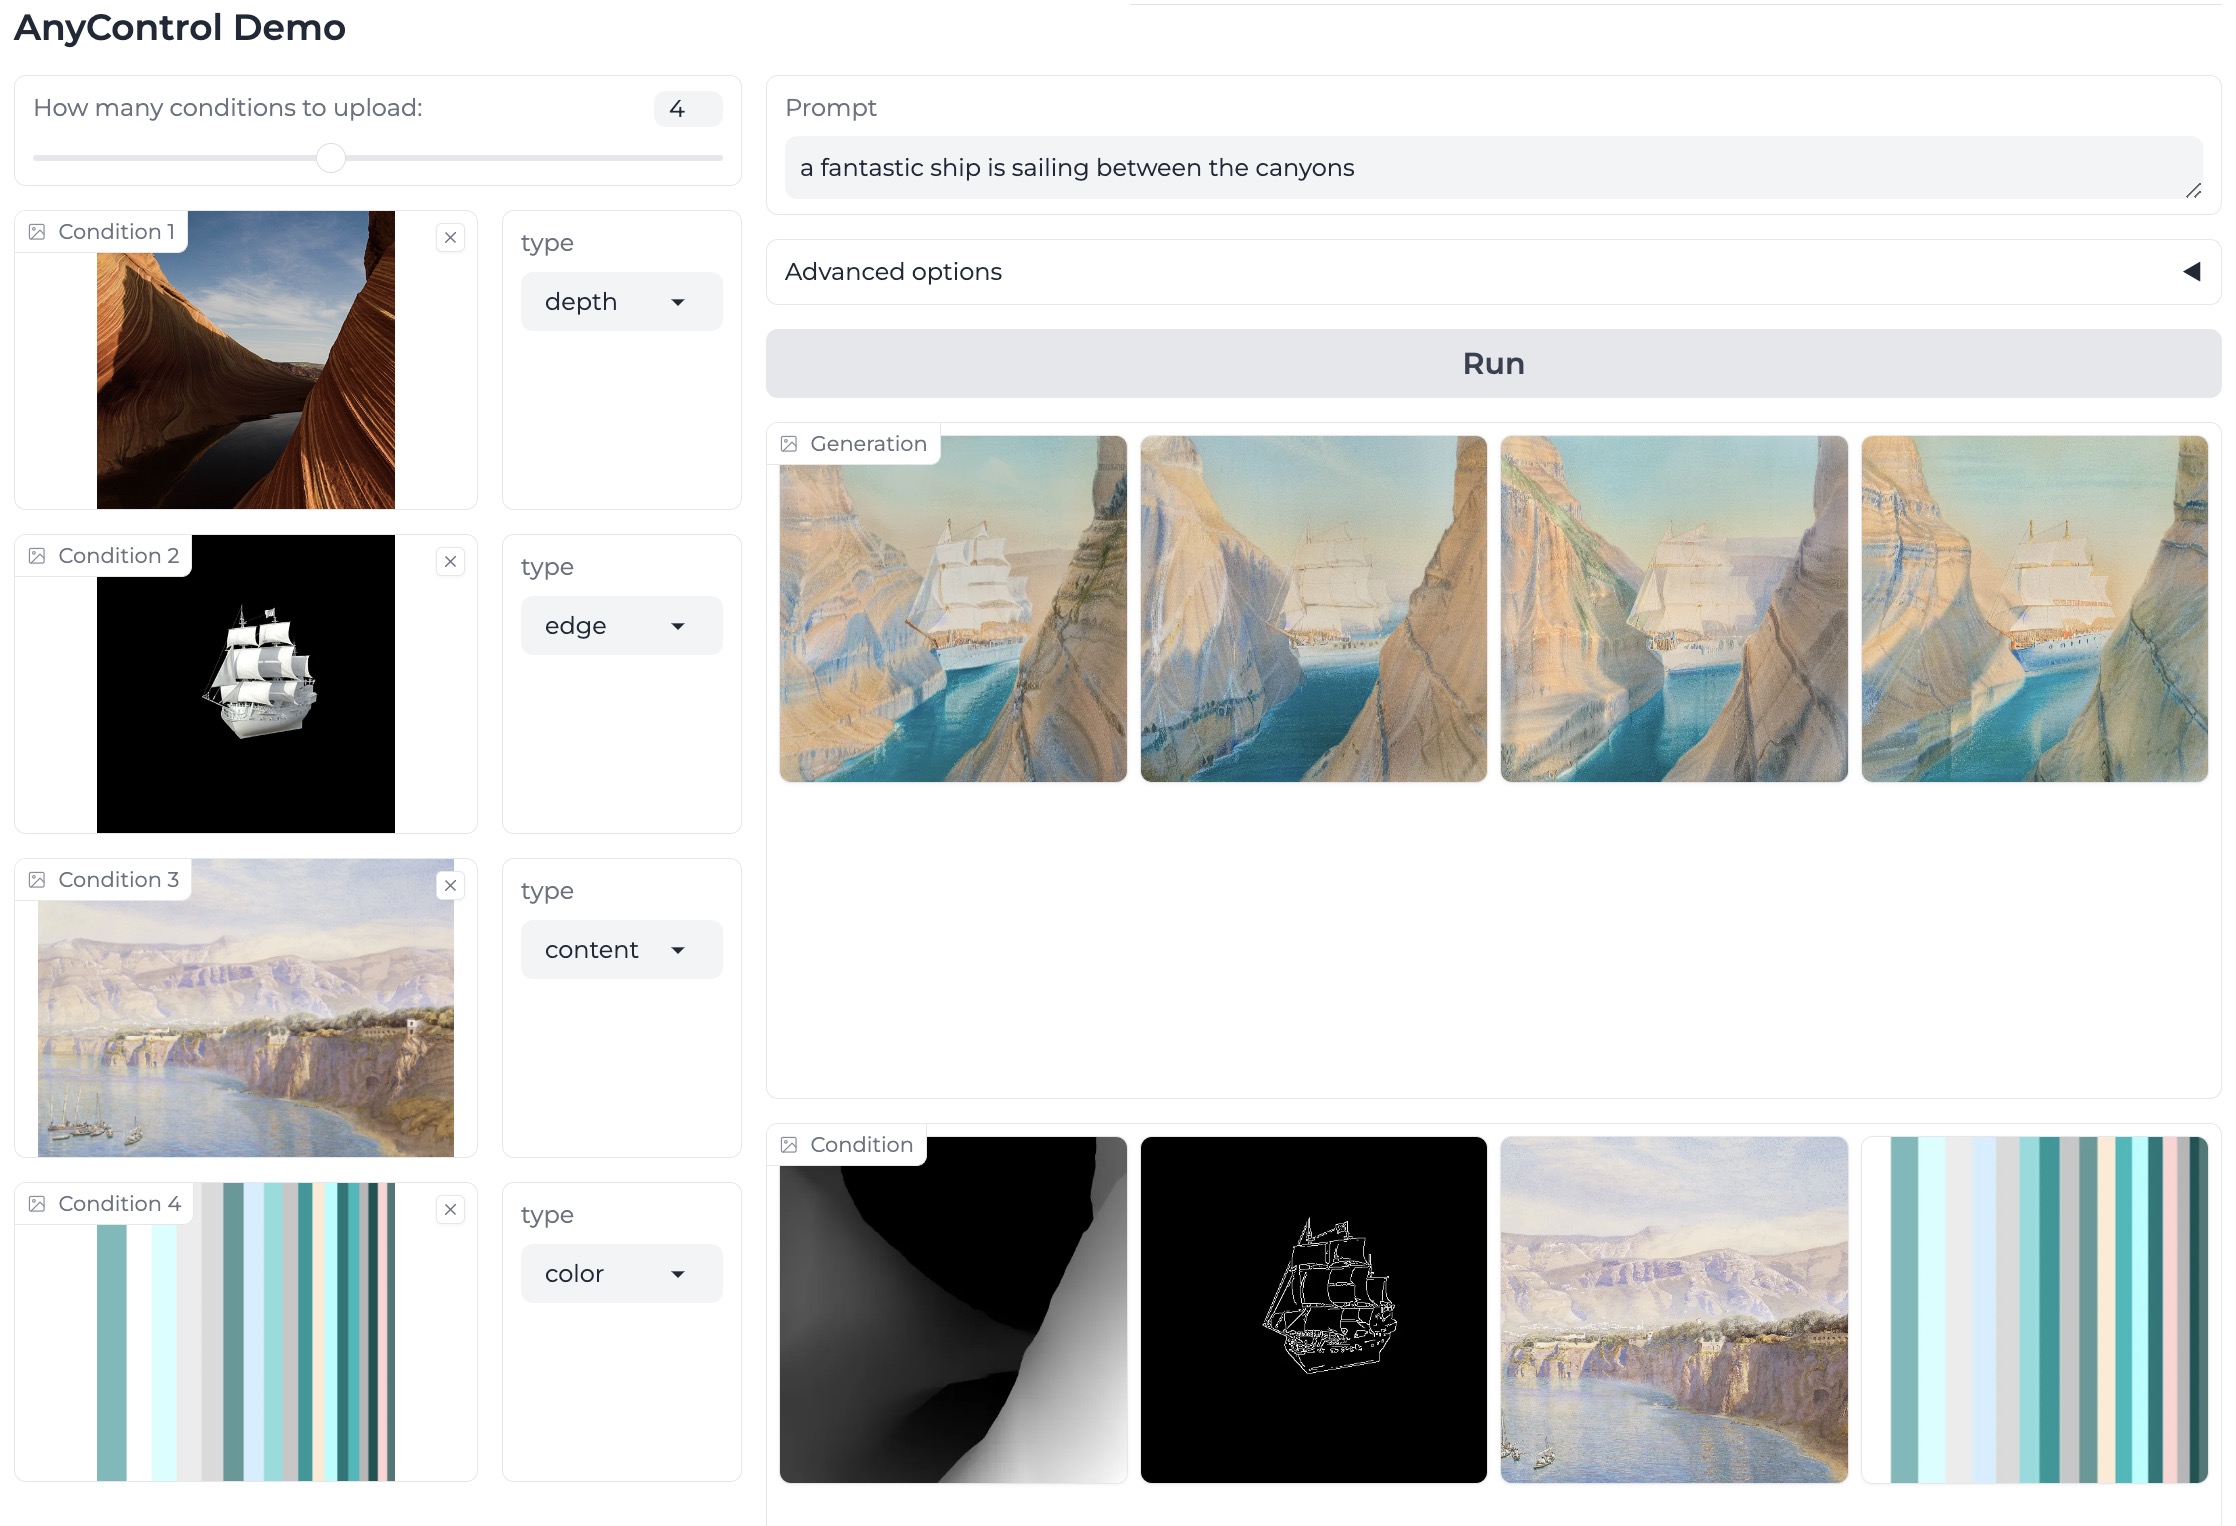 AnyControl Demo
How many conditions to upload:
4
Condition 1
type
depth
Condition 2
type
edge
Condition 3
type
content
Condition 4
type
color
Prompt
a fantastic ship is sailing between the canyons
Advanced options
Run
Generation
Condition